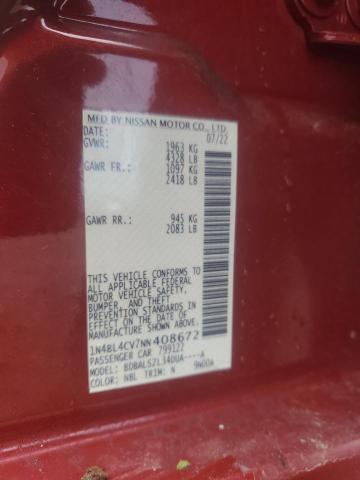 MFD BY NISSAN MOTOR CO., LTD.
DATE: 07/22
GVWR: 1963 KG
4328 LB
GAWR FR.: 1097 KG
2418 LB
GAWR RR.: 945 KG
2083 LB
THIS VEHICLE CONFORMS TO
ALL APPLICABLE FEDERAL
MOTOR VEHICLE SAFETY,
BUMPER, AND THEFT
PREVENTION STANDARDS IN
EFFECT ON THE DATE OF
MANUFACTURE SHOWN ABOVE.
1N4BL4CV7NN408672
PASSENGER CAR 799122
MODEL: BDBALS2L34DUA----A
COLOR: NBL TRIM: N 9N00A